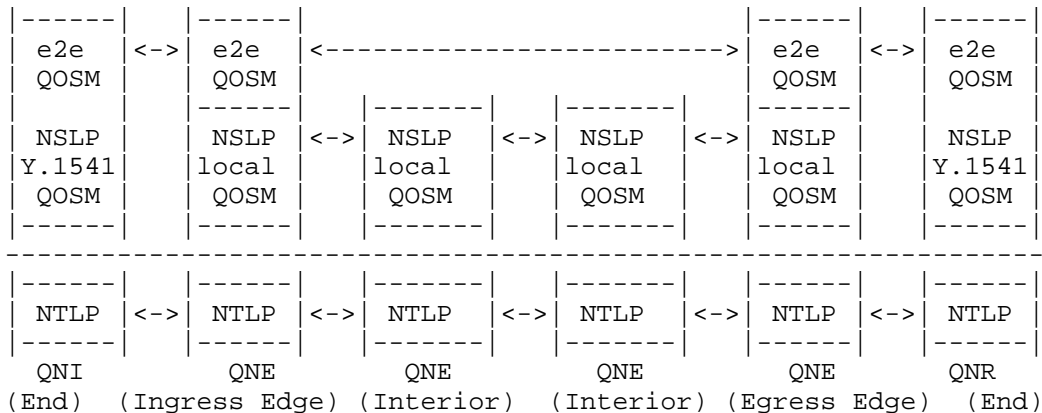 |------|   |------|                           |------|   |------|
| e2e  |<->| e2e  |<------------------------->| e2e  |<->| e2e  |
| QOSM |   | QOSM |                           | QOSM |   | QOSM |
|      |   |------|   |-------|   |-------|   |------|   |      |
| NSLP |   | NSLP |<->| NSLP  |<->| NSLP  |<->| NSLP |   | NSLP |
|Y.1541|   |local |   |local  |   |local  |   |local |   |Y.1541|
| QOSM |   | QOSM |   | QOSM  |   | QOSM  |   | QOSM |   | QOSM |
|------|   |------|   |-------|   |-------|   |------|   |------|
-----------------------------------------------------------------
|------|   |------|   |-------|   |-------|   |------|   |------|
| NTLP |<->| NTLP |<->| NTLP  |<->| NTLP  |<->| NTLP |<->| NTLP |
|------|   |------|   |-------|   |-------|   |------|   |------|
  QNI         QNE        QNE         QNE         QNE       QNR
(End)  (Ingress Edge) (Interior)  (Interior) (Egress Edge)  (End)